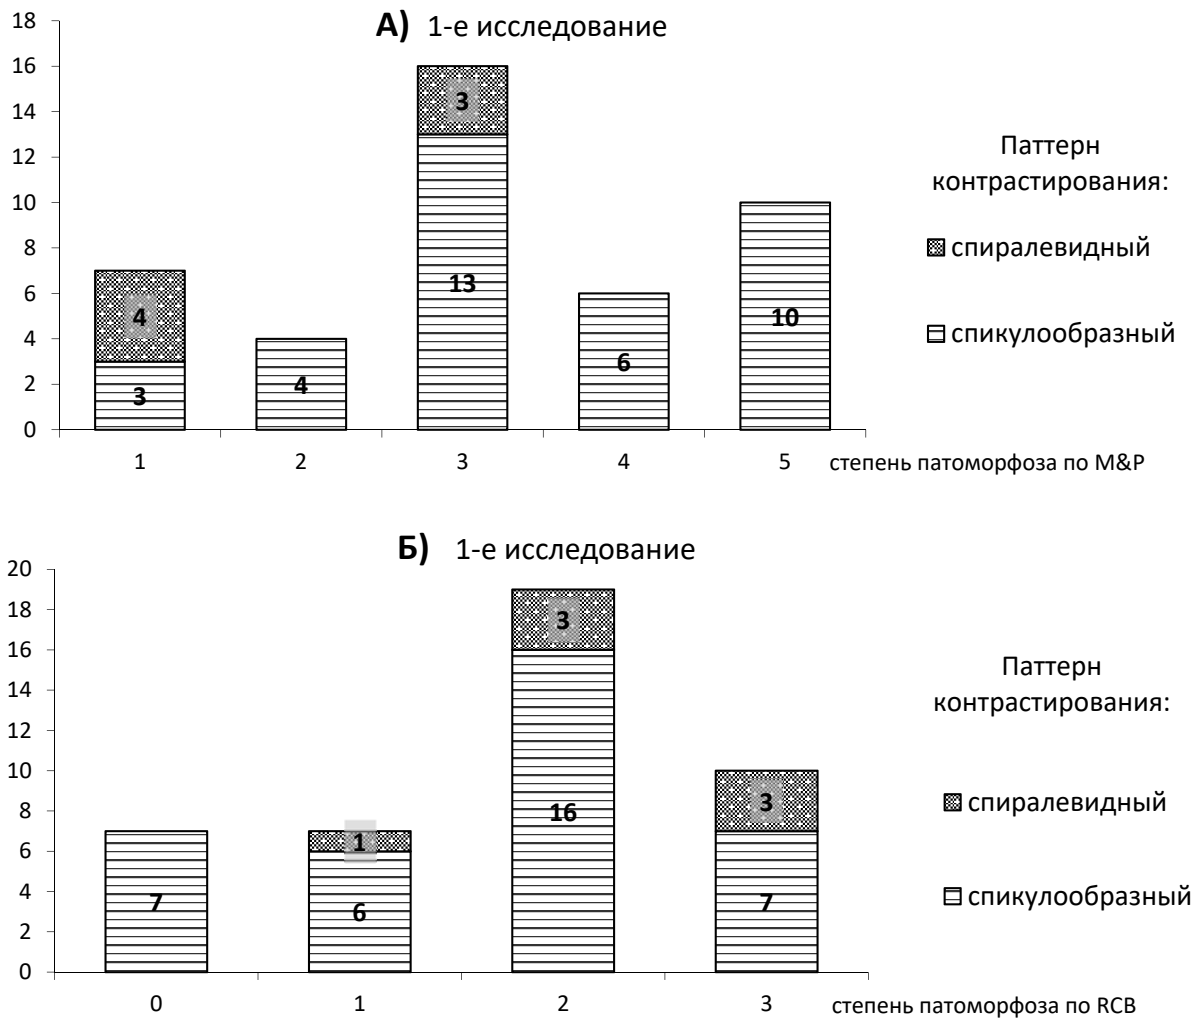 А) 1-е исследование
18
16
14
12
10
8
6
4
2
0
3
4
13
10
6
4
3
1 2 3 4 5 степень патоморфоза по M&P
Паттерн
контрастирования:
спиралевидный
спикулообразный
Б) 1-е исследование
20
18
16
14
12
10
8
6
4
2
0
3
16
3
1
7
6
7
0 1 2 3 степень патоморфоза по RCB
Паттерн
контрастирования:
спиралевидный
спикулообразный